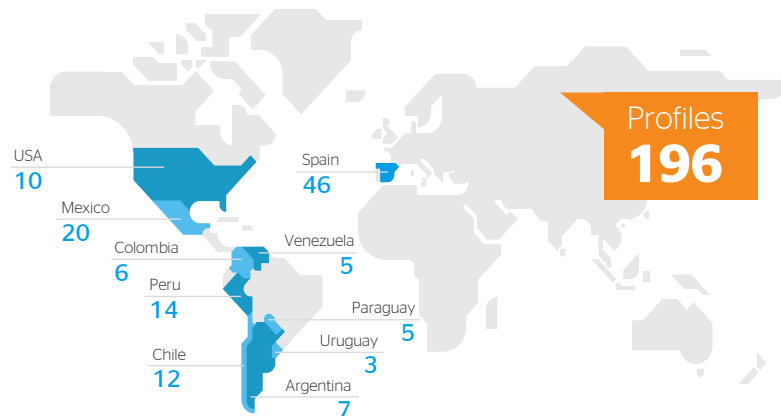 Profiles
196
USA
10
Spain
46
Mexico
20
Colombia
6
Venezuela
5
Peru
14
Paraguay
5
Uruguay
3
Chile
12
Argentina
7